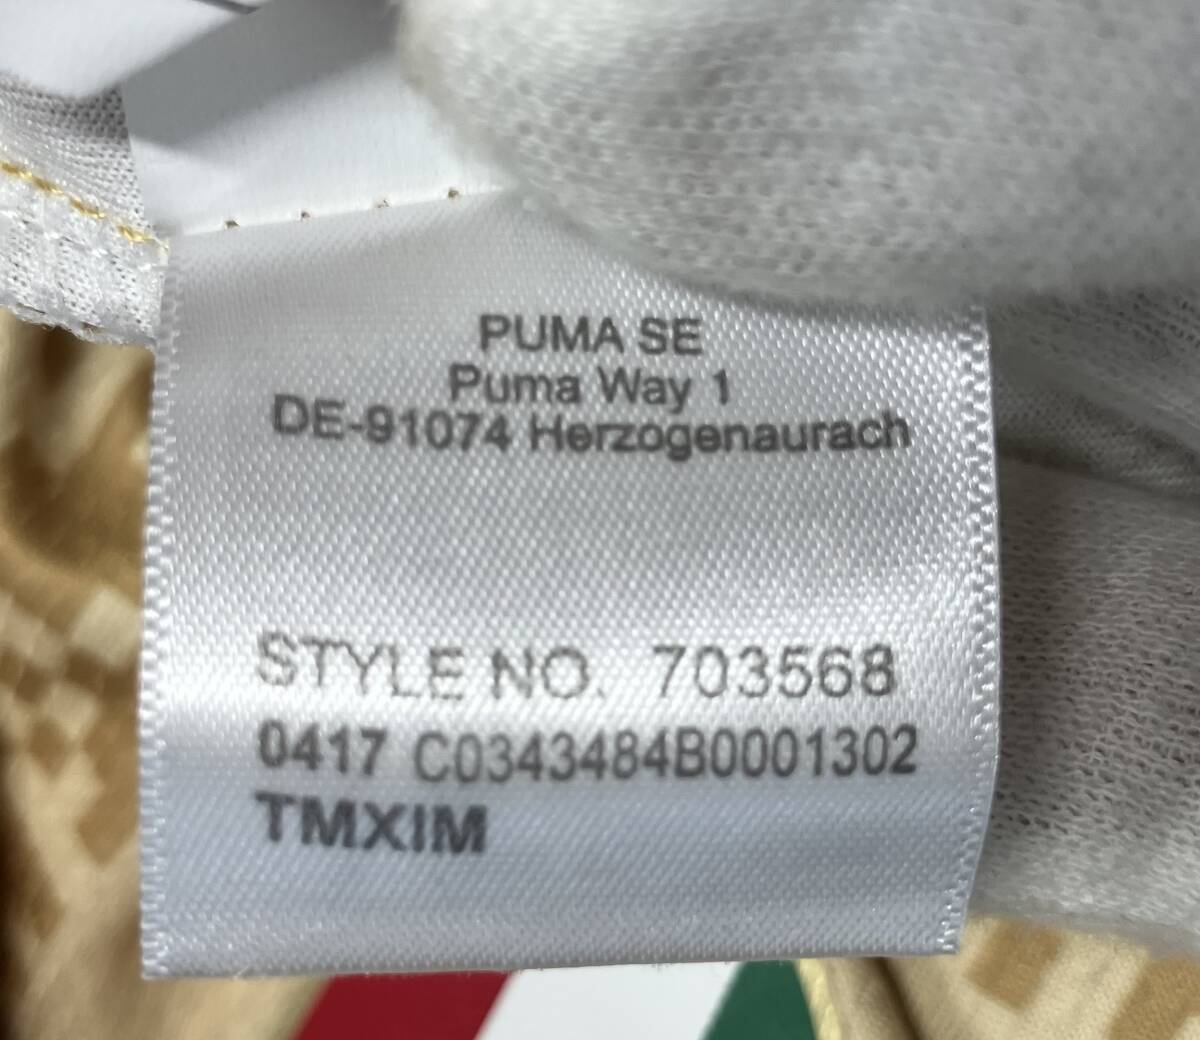 PUMA SE
Puma Way 1
DE-91074 Herzogenaurach
STYLE NO. 703568
0417 C0343484B0001302
TMXIM